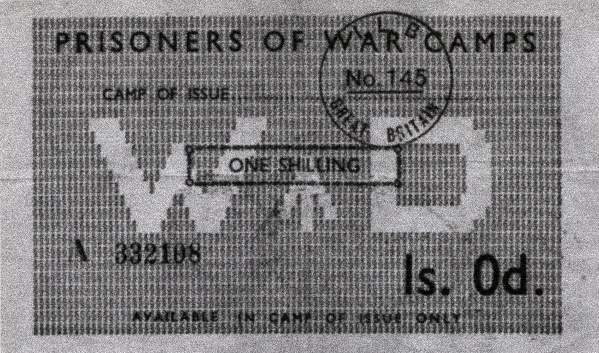 PRISONERS OF WAR CAMPS
I.L.B.
No. 145
GREAT BRITAIN
CAMP OF ISSUE
W D
ONE SHILLING
A 332108
1s. 0d.
AVAILABLE IN CAMP OF ISSUE ONLY